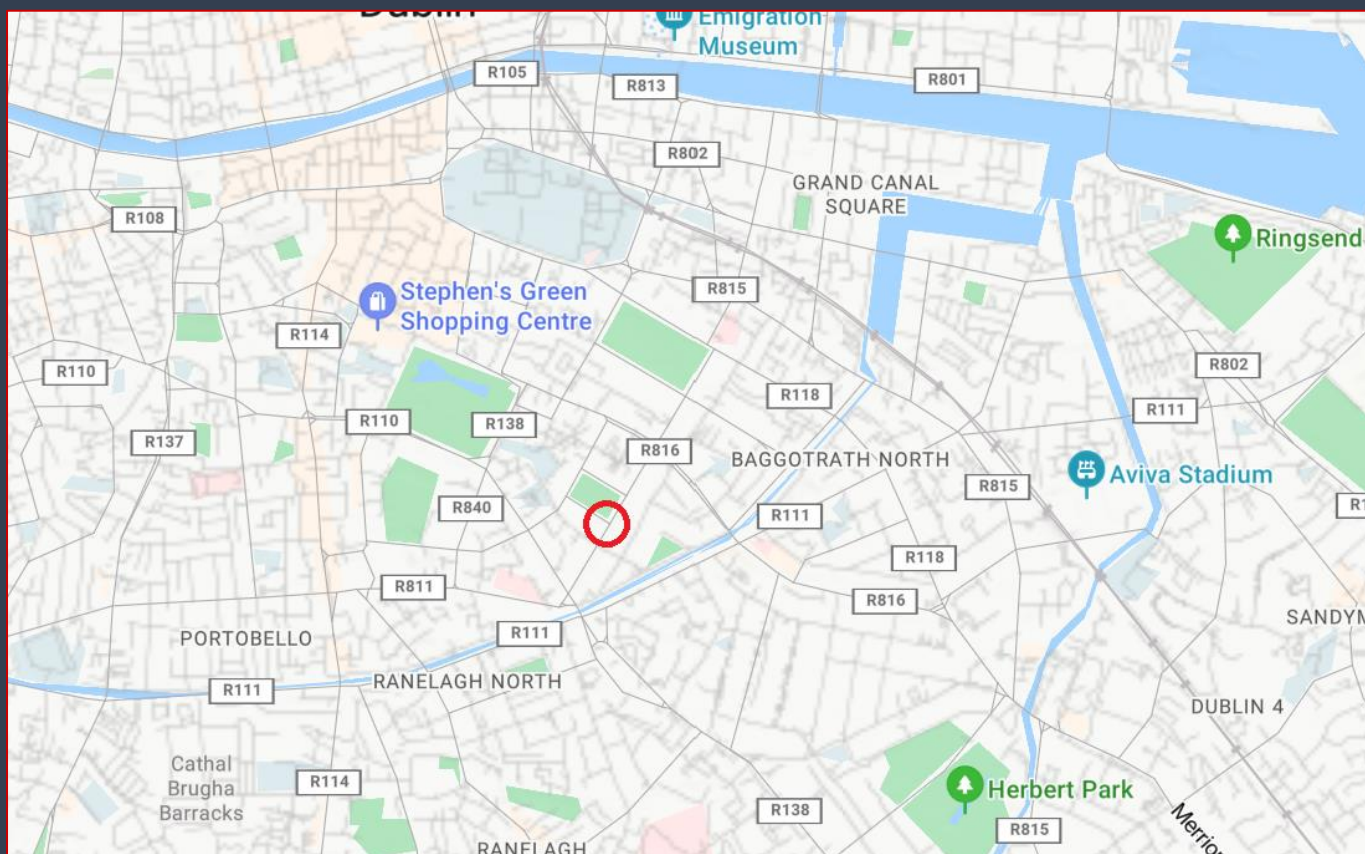 Dublin
Emigration
Museum
R105
R813
R801
R802
GRAND CANAL
SQUARE
R108
Ringsend
Stephen's Green
Shopping Centre
R815
R114
R802
R110
R118
R111
R110
R138
R137
R816
BAGGOTRATH NORTH
Aviva Stadium
R815
R840
R111
R118
R811
R816
SANDYM
PORTOBELLO
R111
R111
RANELAGH NORTH
DUBLIN 4
Cathal
Brugha
Barracks
R114
Herbert Park
R138
R815
Merrio
RANELAGH